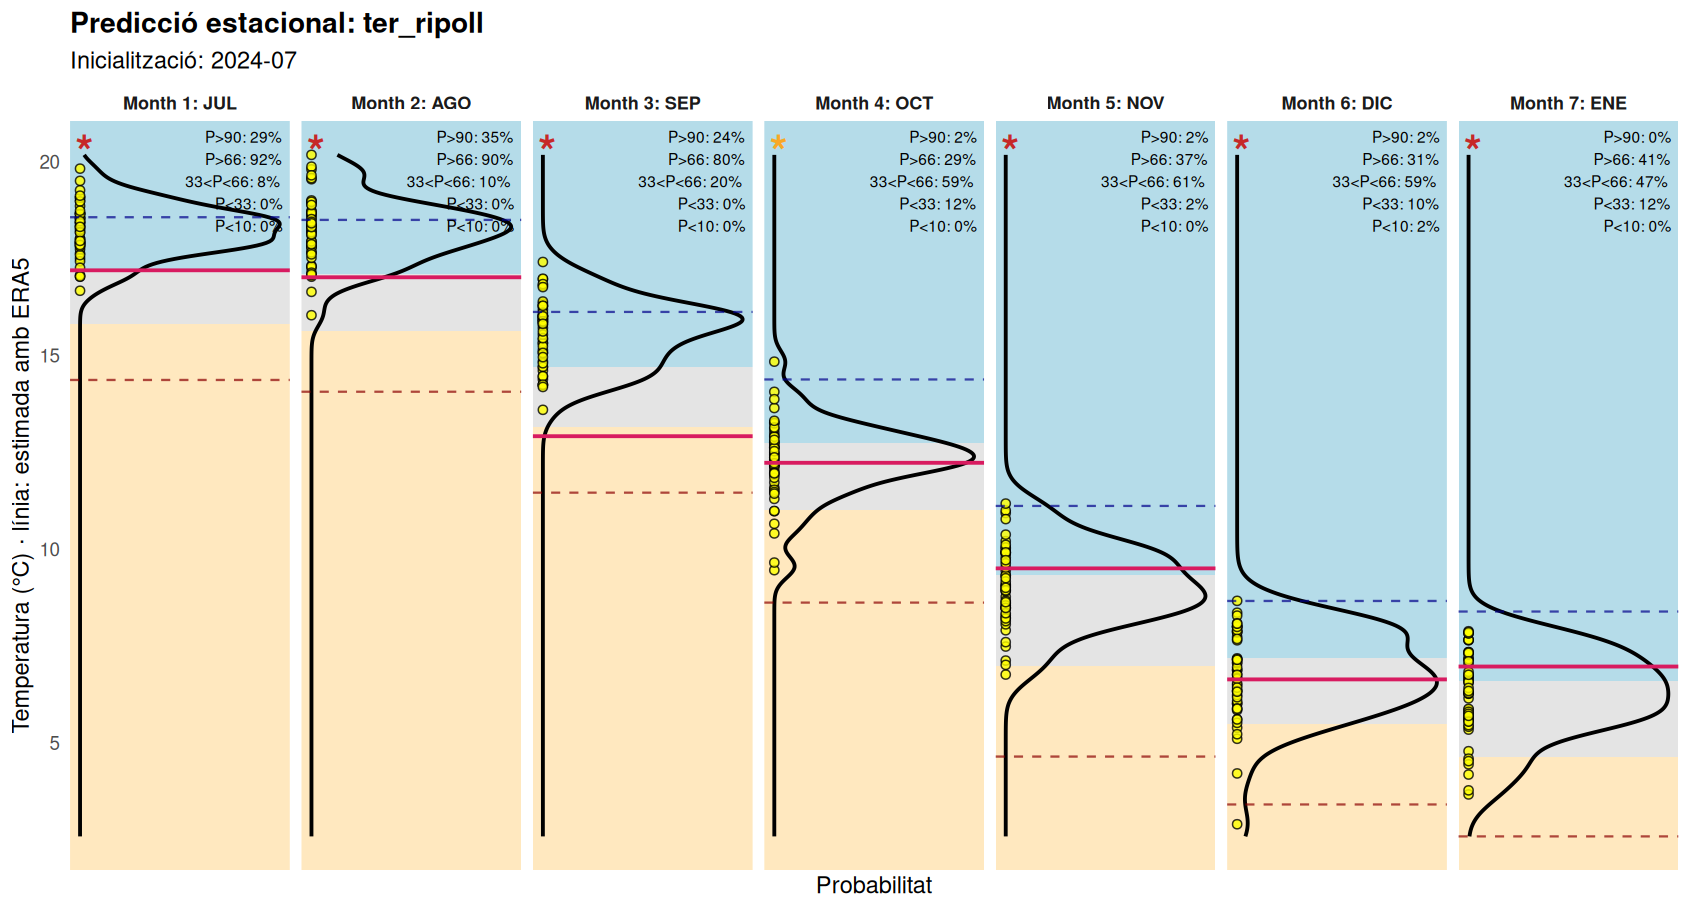 Predicció estacional: ter_ripoll
Inicialització: 2024-07
Month 1: JUL
Month 2: AGO
Month 3: SEP
Month 4: OCT
Month 5: NOV
Month 6: DIC
Month 7: ENE
P>90: 29%
P>66: 92%
33<P<66: 8%
P<33: 0%
P<10: 0%
P>90: 35%
P>66: 90%
33<P<66: 10%
P<33: 0%
P<10: 0%
P>90: 24%
P>66: 80%
33<P<66: 20%
P<33: 0%
P<10: 0%
P>90: 2%
P>66: 29%
33<P<66: 59%
P<33: 12%
P<10: 0%
P>90: 2%
P>66: 37%
33<P<66: 61%
P<33: 2%
P<10: 0%
P>90: 2%
P>66: 31%
33<P<66: 59%
P<33: 10%
P<10: 2%
P>90: 0%
P>66: 41%
33<P<66: 47%
P<33: 12%
P<10: 0%
20
15
10
5
Temperatura (°C) · línia: estimada amb ERA5
Probabilitat